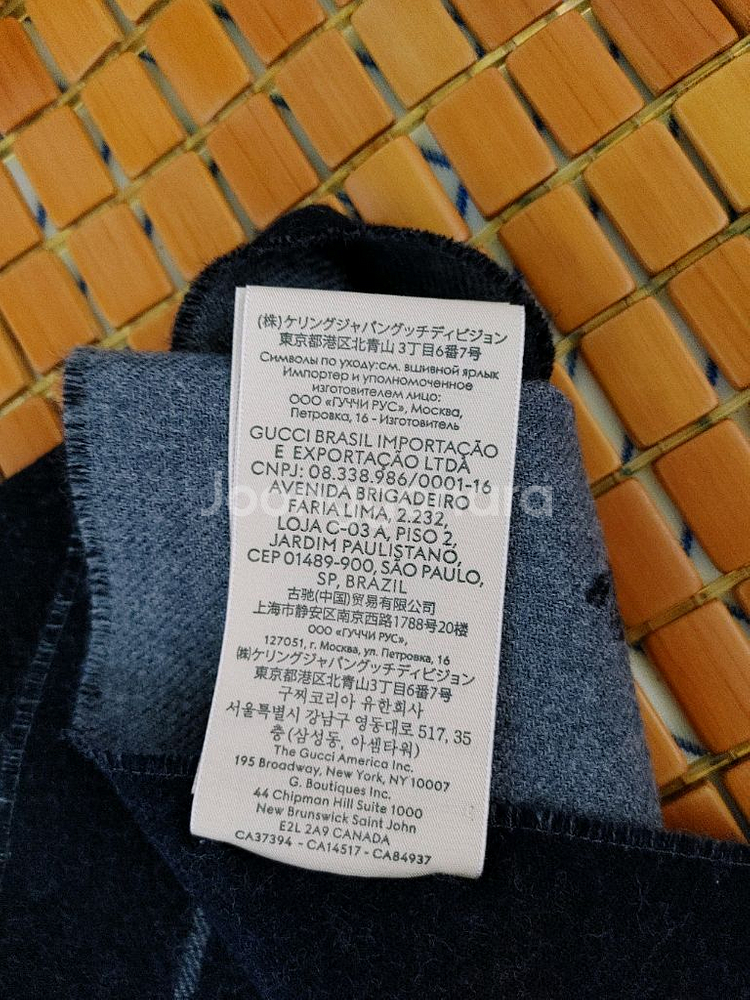 (株)ケリングジャパングッチディビジョン
東京都港区北青山 3丁目6番7号
Символы по уходу:см. вшивной ярлык
Импортер и уполномоченное
изготовителем лицо:
ООО «ГУЧЧИ РУС», Москва,
Петровка, 16 - Изготовитель
GUCCI BRASIL IMPORTAÇÃO
E EXPORTAÇÃO LTDA
CNPJ: 08.338.986/0001-16
AVENIDA BRIGADEIRO
FARIA LIMA 2.232,
LOJA C-03 A, PISO 2,
JARDIM PAULISTANO,
CEP 01489-900, SÃO PAULO,
SP, BRAZIL
古驰(中国)贸易有限公司
上海市静安区南京西路1788号20楼
ООО «ГУЧЧИ РУС»,
127051, г. Москва, ул. Петровка, 16
(株)ケリングジャパングッチディビジョン
東京都港区北青山3丁目6番7号
구찌코리아 유한회사
서울특별시 강남구 영동대로 517, 35
층(삼성동, 아셈타워)
The Gucci America Inc.
195 Broadway, New York, NY 10007
G. Boutiques Inc.
44 Chipman Hill Suite 1000
New Brunswick Saint John
E2L 2A9 CANADA
CA37394 - CA14517 - CA84937